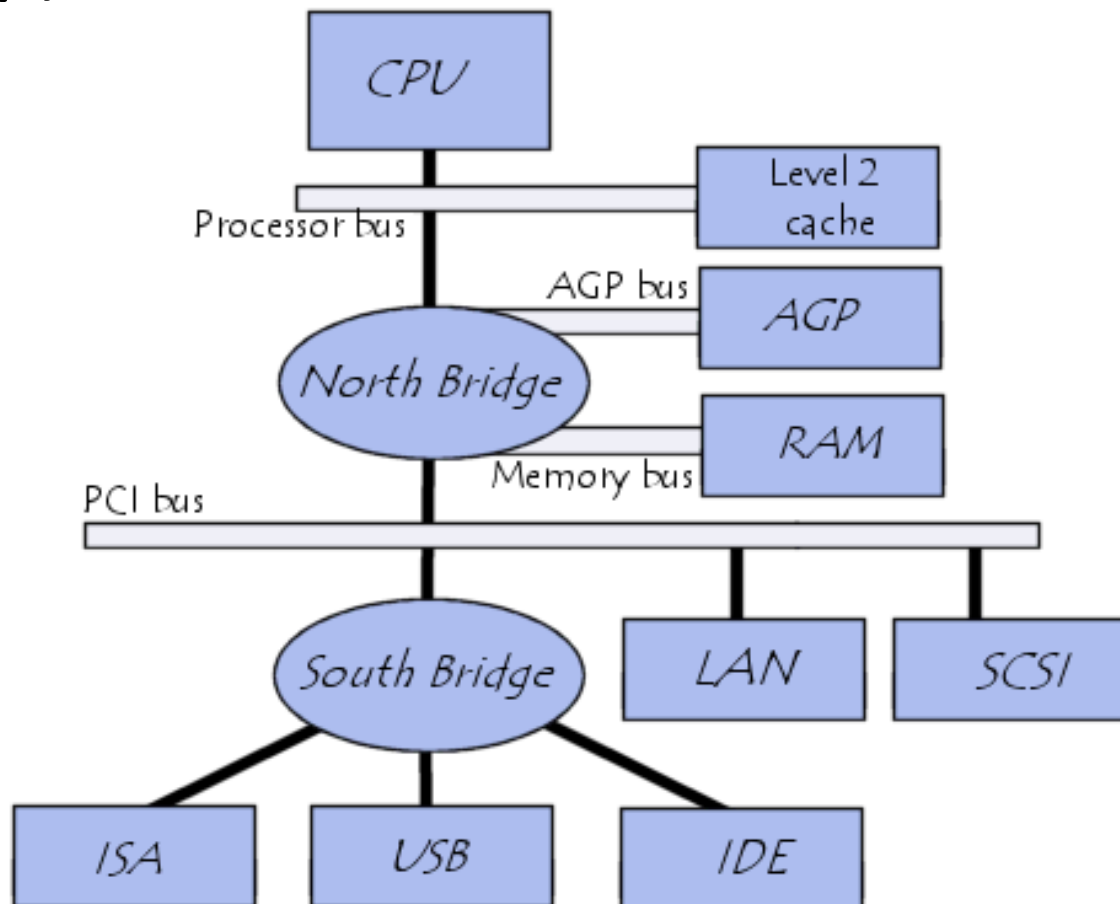 CPU
Level 2
cache
Processor bus
AGP bus
AGP
North Bridge
RAM
Memory bus
PCI bus
South Bridge
LAN
SCSI
ISA
USB
IDE